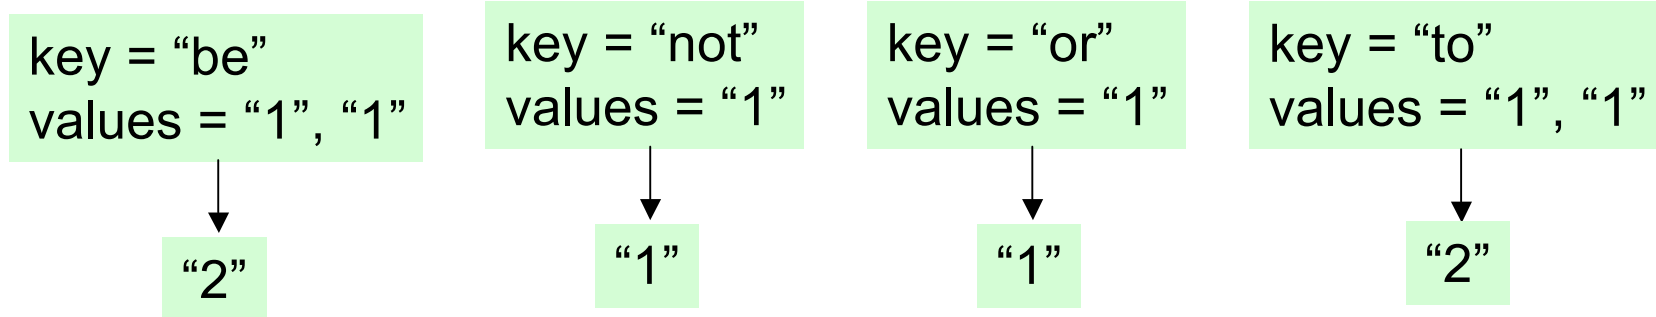 key = “be”
values = “1”, “1”
“2”
key = “not”
values = “1”
“1”
key = “or”
values = “1”
“1”
key = “to”
values = “1”, “1”
“2”